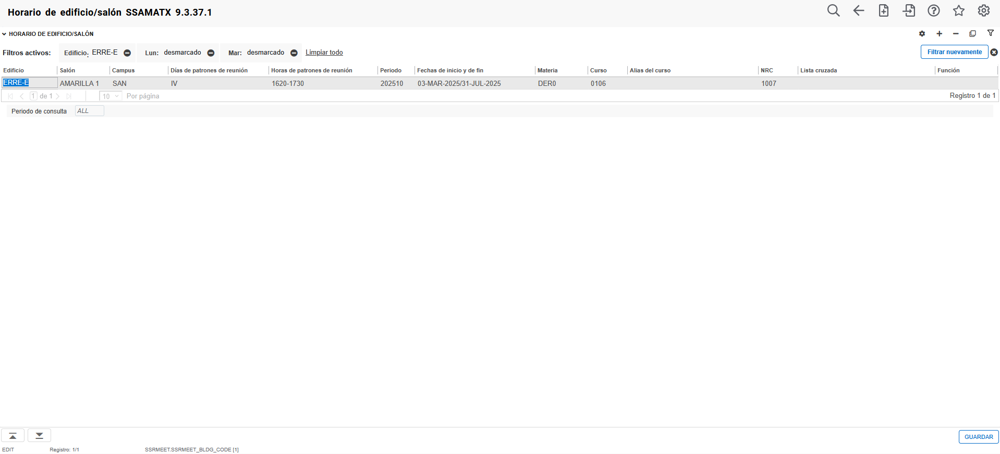 Horario de edificio/salón SSAMATX 9.3.37.1
HORARIO DE EDIFICIO/SALÓN
Filtros activos: Edificio: ERRE-E Lun: desmarcado Mar: desmarcado Limpiar todo Filtrar nuevamente
Edificio Salón Campus Días de patrones de reunión Horas de patrones de reunión Periodo Fechas de inicio y de fin Materia Curso Alias del curso NRC Lista cruzada Función
ERRE-E AMARILLA 1 SAN IV 1620-1730 202510 03-MAR-2025/31-JUL-2025 DER0 0106 1007
1 de 1 10 Por página Registro 1 de 1
Periodo de consulta ALL
GUARDAR
EDIT Registro: 1/1 SSRMEET.SSRMEET_BLDG_CODE [1]